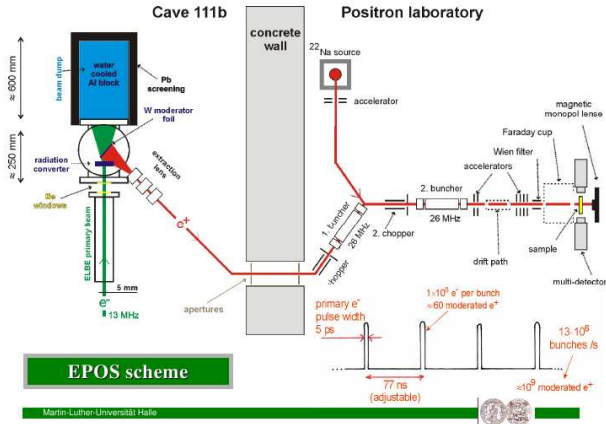 Cave 111b
Positron laboratory
concrete
wall
22Na source
accelerator
magnetic
monopol lense
Faraday cup
Wien filter
accelerators
≈ 600 mm
beam dump
water
cooled
Al block
Pb
screening
W moderator
foil
≈ 250 mm
radiation
converter
extraction
lens
Be
windows
ELBE primary beam
e+
1. buncher
26 MHz
chopper
2. chopper
2. buncher
26 MHz
drift path
sample
multi-detector
apertures
5 mm
e-
13 MHz
primary e-
pulse width
5 ps
1×10⁸ e- per bunch
≈60 moderated e+
13·10⁶
bunches /s
77 ns
(adjustable)
≈10⁹ moderated e+
EPOS scheme
Martin-Luther-Universität Halle